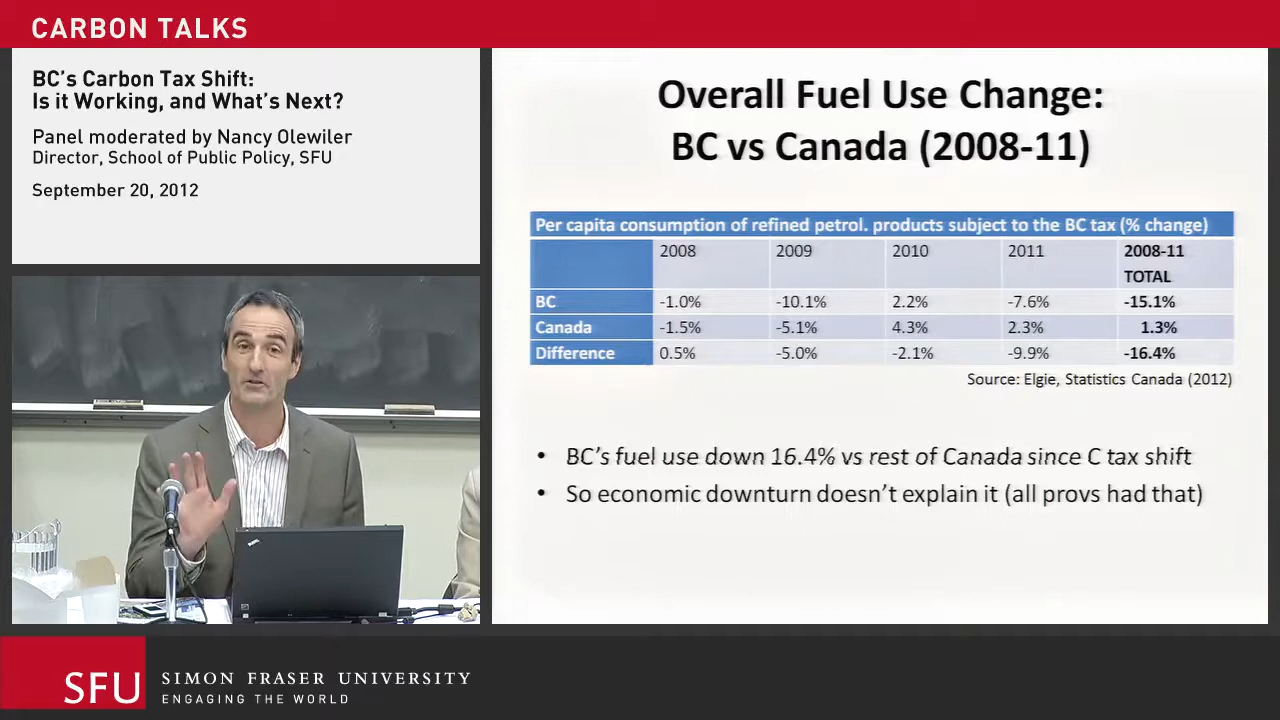 CARBON TALKS
BC's Carbon Tax Shift:
Is it Working, and What's Next?
Panel moderated by Nancy Olewiler
Director, School of Public Policy, SFU
September 20, 2012
Overall Fuel Use Change:
BC vs Canada (2008-11)
Per capita consumption of refined petrol. products subject to the BC tax (% change)
2008 2009 2010 2011 2008-11
TOTAL
BC -1.0% -10.1% 2.2% -7.6% -15.1%
Canada -1.5% -5.1% 4.3% 2.3% 1.3%
Difference 0.5% -5.0% -2.1% -9.9% -16.4%
Source: Elgie, Statistics Canada (2012)
• BC's fuel use down 16.4% vs rest of Canada since C tax shift
• So economic downturn doesn't explain it (all provs had that)
SFU
SIMON FRASER UNIVERSITY
ENGAGING THE WORLD